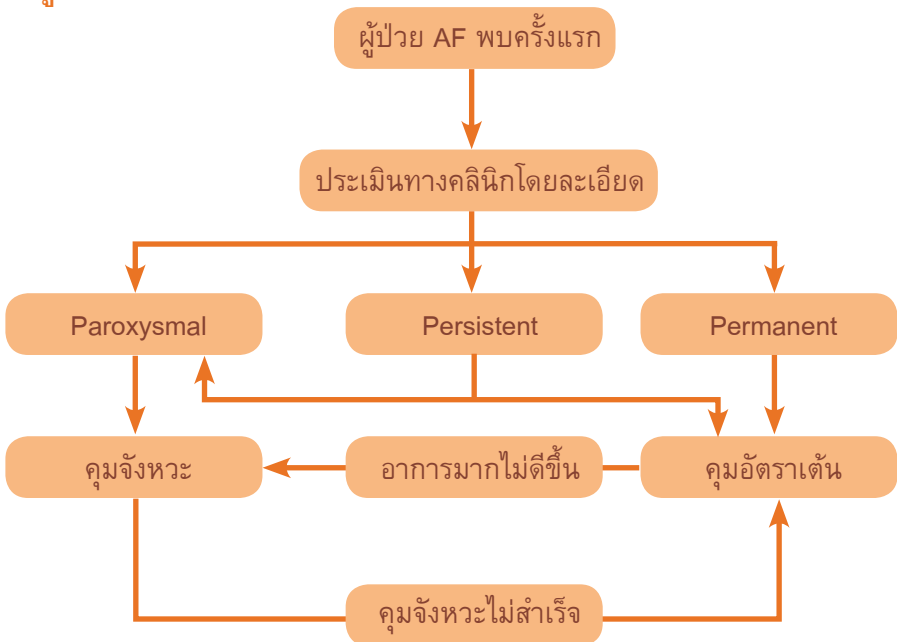 ผู้ป่วย AF พบครั้งแรก
ประเมินทางคลินิกโดยละเอียด
Paroxysmal
Persistent
Permanent
คุมจังหวะ
อาการมากไม่ดีขึ้น
คุมอัตราเต้น
คุมจังหวะไม่สำเร็จ